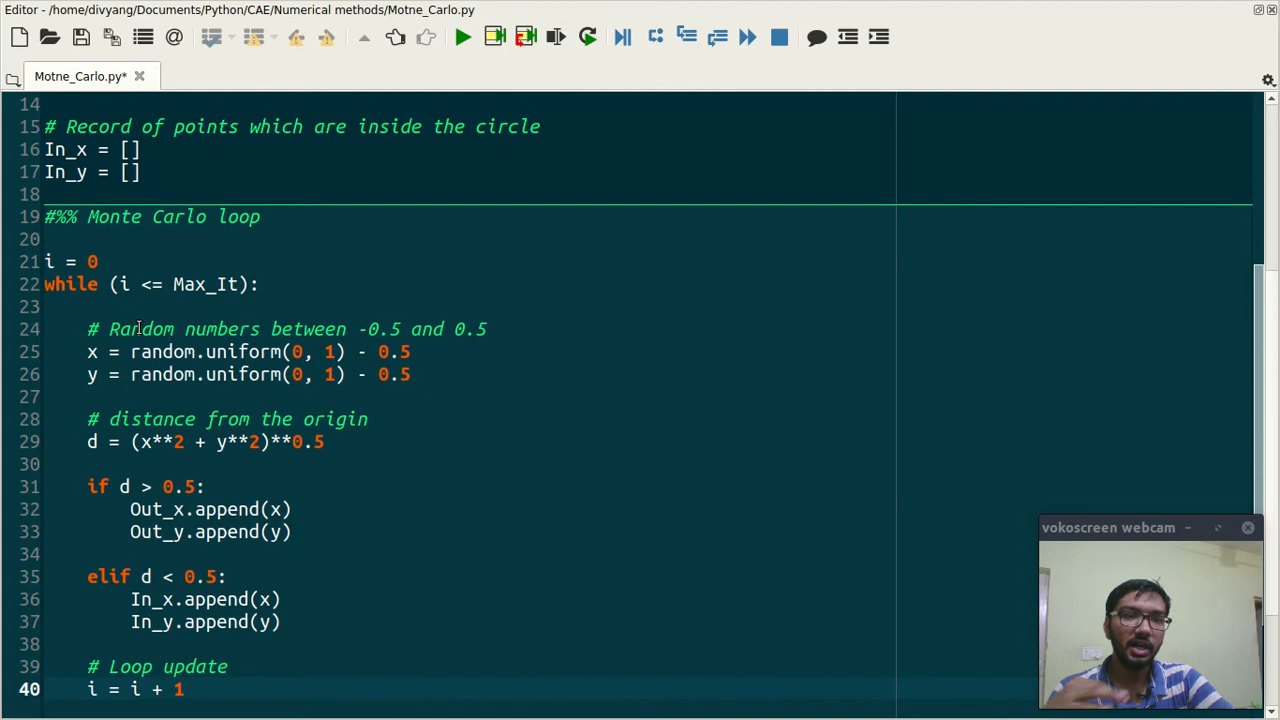 Editor - /home/divyang/Documents/Python/CAE/Numerical methods/Motne_Carlo.py
Motne_Carlo.py*
14
15 # Record of points which are inside the circle
16 In_x = []
17 In_y = []
18
19 #%% Monte Carlo loop
20
21 i = 0
22 while (i <= Max_It):
23
24 # Random numbers between -0.5 and 0.5
25 x = random.uniform(0, 1) - 0.5
26 y = random.uniform(0, 1) - 0.5
27
28 # distance from the origin
29 d = (x**2 + y**2)**0.5
30
31 if d > 0.5:
32 Out_x.append(x)
33 Out_y.append(y)
34
35 elif d < 0.5:
36 In_x.append(x)
37 In_y.append(y)
38
39 # Loop update
40 i = i + 1
vokoscreen webcam